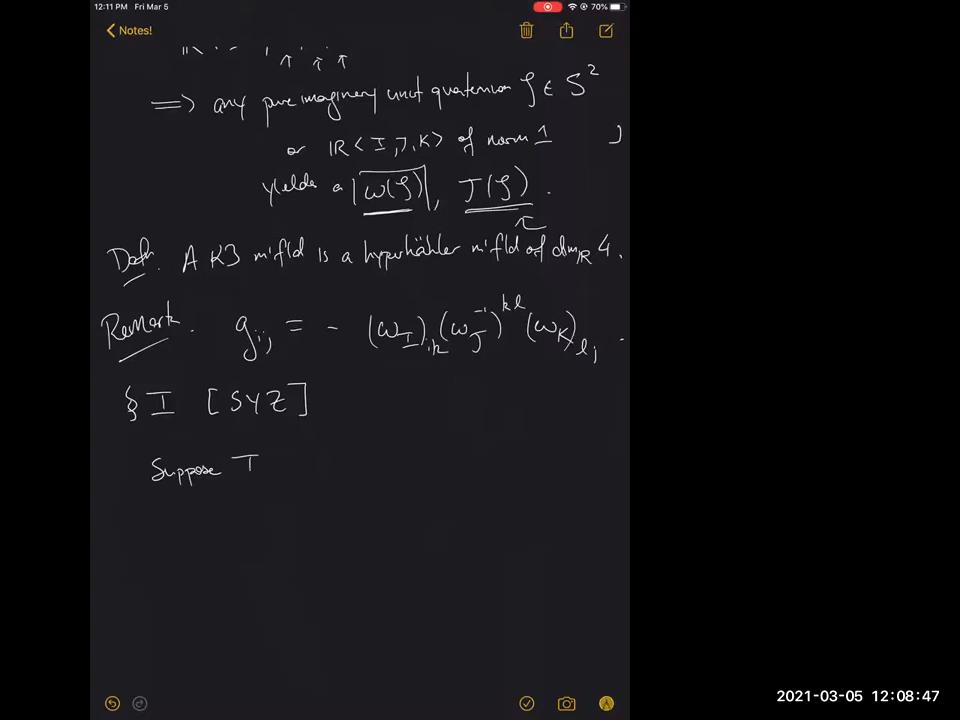 12:11 PM Fri Mar 5
70%
Notes!
⟹ any pure imaginary unit quaternion ζ ∈ S²
or ℝ<I,J,K> of norm 1
yields a ω(ζ), J(ζ).
Defn. A K3 m'fld is a hyperkähler m'fld of dim_ℝ 4.
Remark. g_ij = - (ω_I)_ik (ω_J^-1)^kl (ω_K)_lj.
§ I [SYZ]
Suppose T
2021-03-05 12:08:47